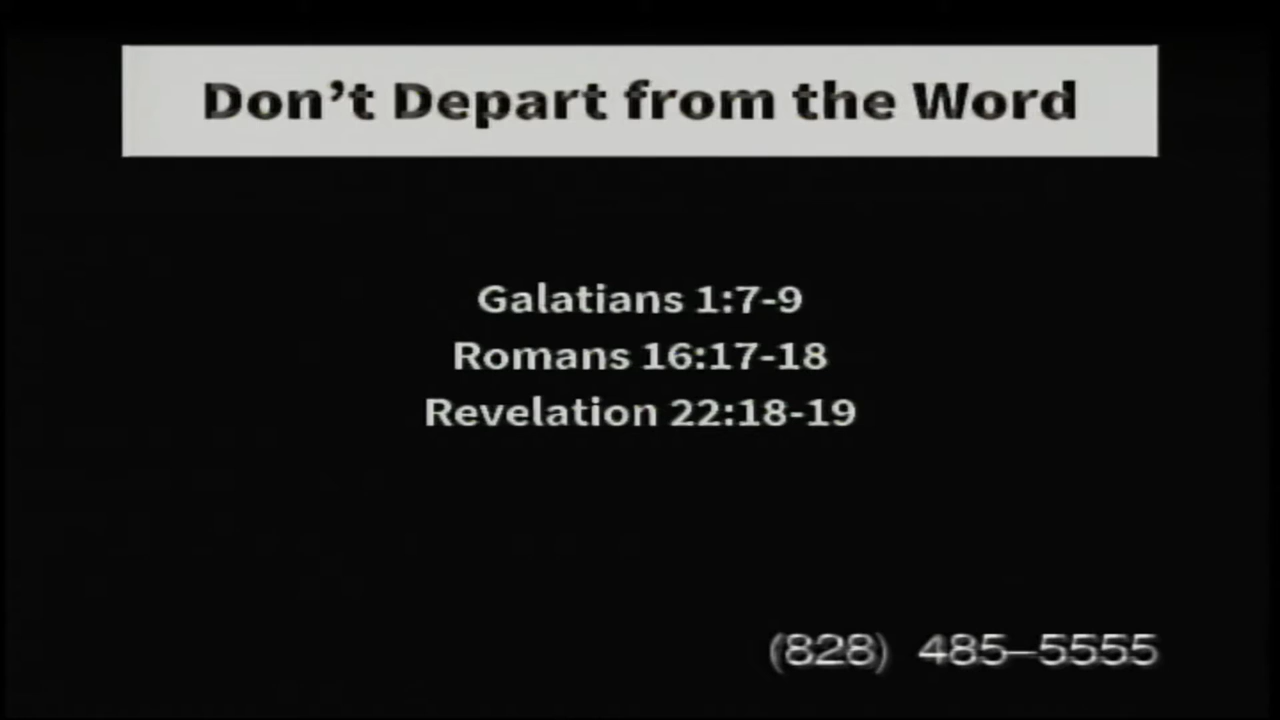 Don’t Depart from the Word
Galatians 1:7-9
Romans 16:17-18
Revelation 22:18-19
(828) 485–5555